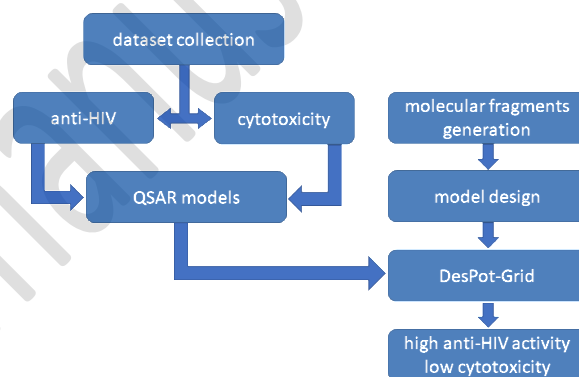 dataset collection
anti-HIV
cytotoxicity
QSAR models
molecular fragments
generation
model design
DesPot-Grid
high anti-HIV activity
low cytotoxicity